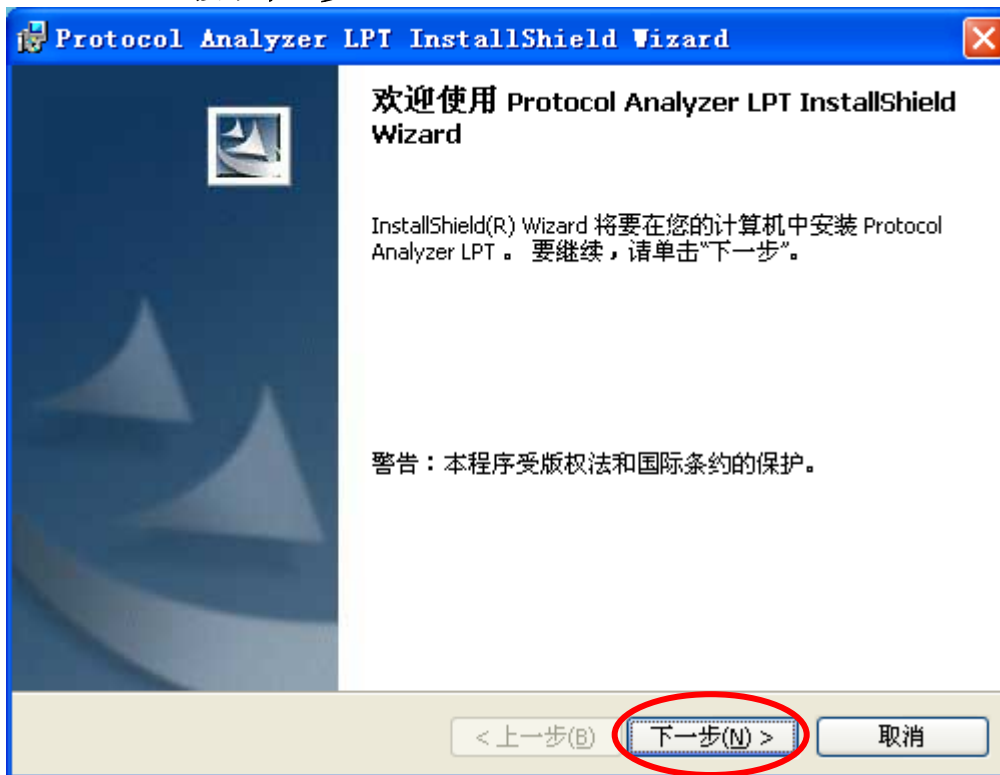 Protocol Analyzer LPT InstallShield Wizard
欢迎使用 Protocol Analyzer LPT InstallShield
Wizard
InstallShield(R) Wizard 将要在您的计算机中安装 Protocol
Analyzer LPT 。 要继续，请单击“下一步”。
警告：本程序受版权法和国际条约的保护。
< 上一步(B) 下一步(N) > 取消